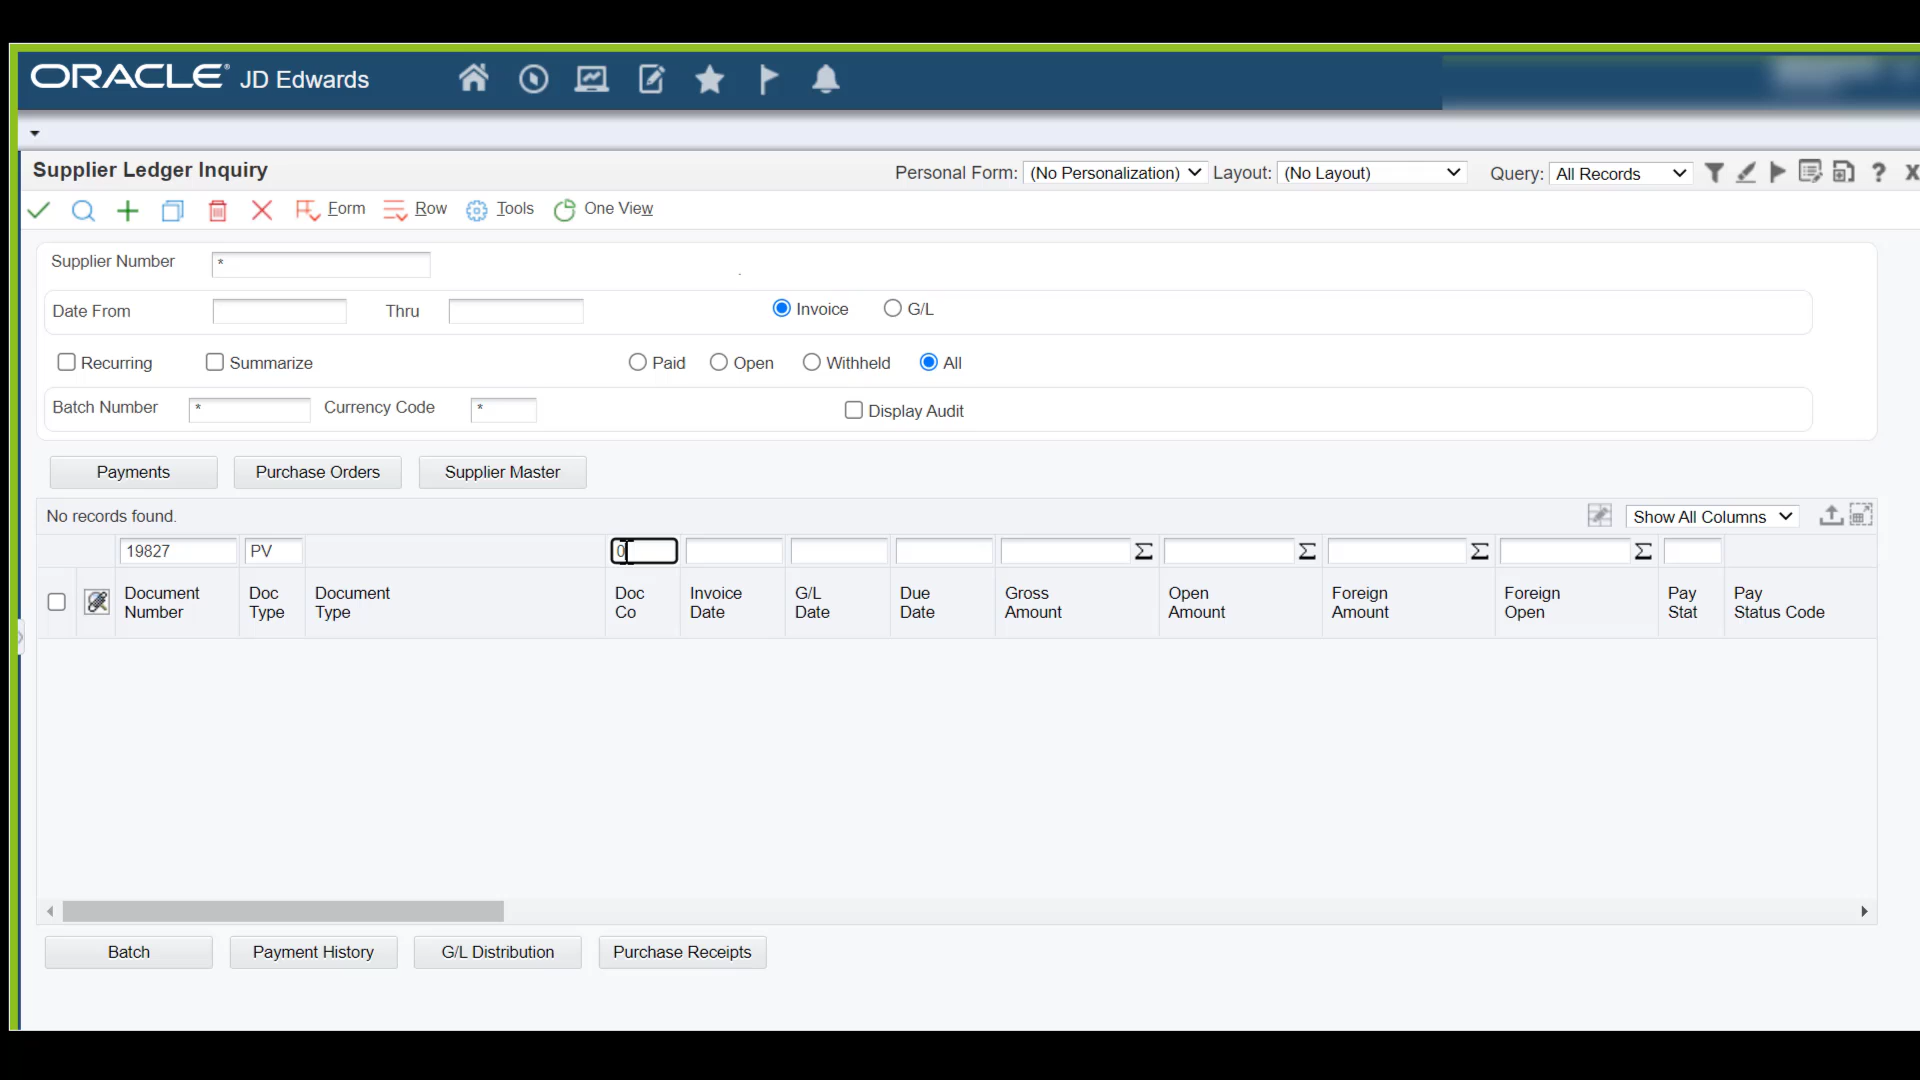 ORACLE® JD Edwards
Supplier Ledger Inquiry
Personal Form: (No Personalization) Layout: (No Layout) Query: All Records ? X
Form Row Tools One View
Supplier Number *
.
Date From Thru Invoice G/L
Recurring Summarize Paid Open Withheld All
Batch Number * Currency Code * Display Audit
Payments Purchase Orders Supplier Master
No records found. Show All Columns
19827 PV 0 Σ Σ Σ Σ
Document Number Doc Type Document Type Doc Co Invoice Date G/L Date Due Date Gross Amount Open Amount Foreign Amount Foreign Open Pay Stat Pay Status Code
Batch Payment History G/L Distribution Purchase Receipts